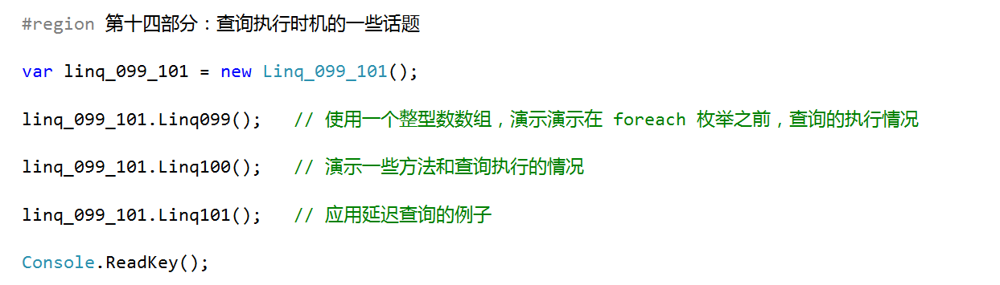 #region 第十四部分：查询执行时机的一些话题
var linq_099_101 = new Linq_099_101();
linq_099_101.Linq099();   // 使用一个整型数数组，演示演示在 foreach 枚举之前，查询的执行情况
linq_099_101.Linq100();   // 演示一些方法和查询执行的情况
linq_099_101.Linq101();   // 应用延迟查询的例子
Console.ReadKey();